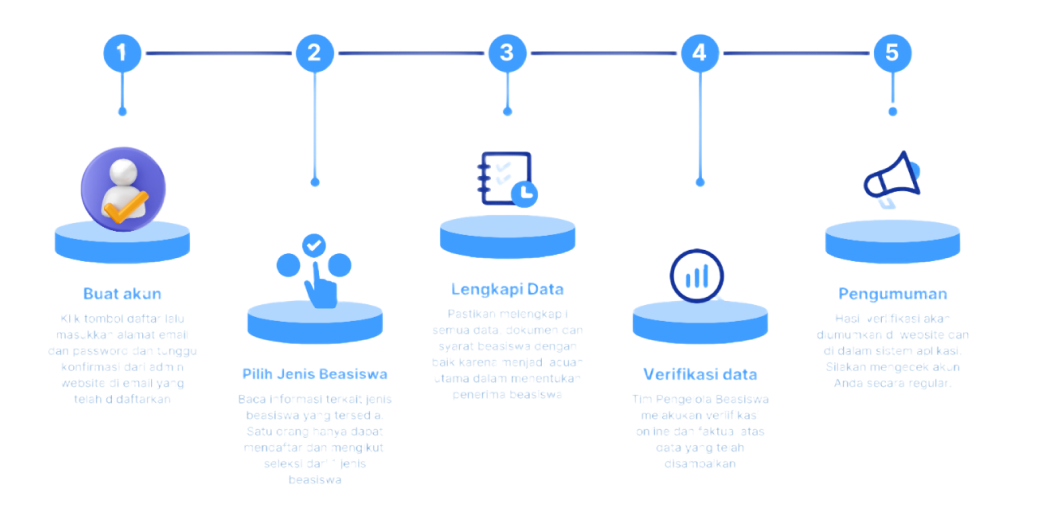 1
2
3
4
5
Buat akun
Klik tombol daftar lalu
masukkan alamat email
dan password dan tunggu
konfirmasi dari admin
website di email yang
telah didaftarkan
Pilih Jenis Beasiswa
Baca informasi terkait jenis
beasiswa yang tersedia.
Satu orang hanya dapat
mendaftar dan mengikut
seleksi dari 1 jenis
beasiswa
Lengkapi Data
Pastikan melengkapi
semua data, dokumen dan
syarat beasiswa dengan
baik karena menjadi acuan
utama dalam menentukan
penerima beasiswa
Verifikasi data
Tim Pengelola Beasiswa
melakukan verifikas
online dan faktual atas
data yang telah
disampaikan
Pengumuman
Hasil verifikasi akan
diumumkan di website dan
di dalam sistem aplikasi.
Silakan mengecek akun
Anda secara regular.